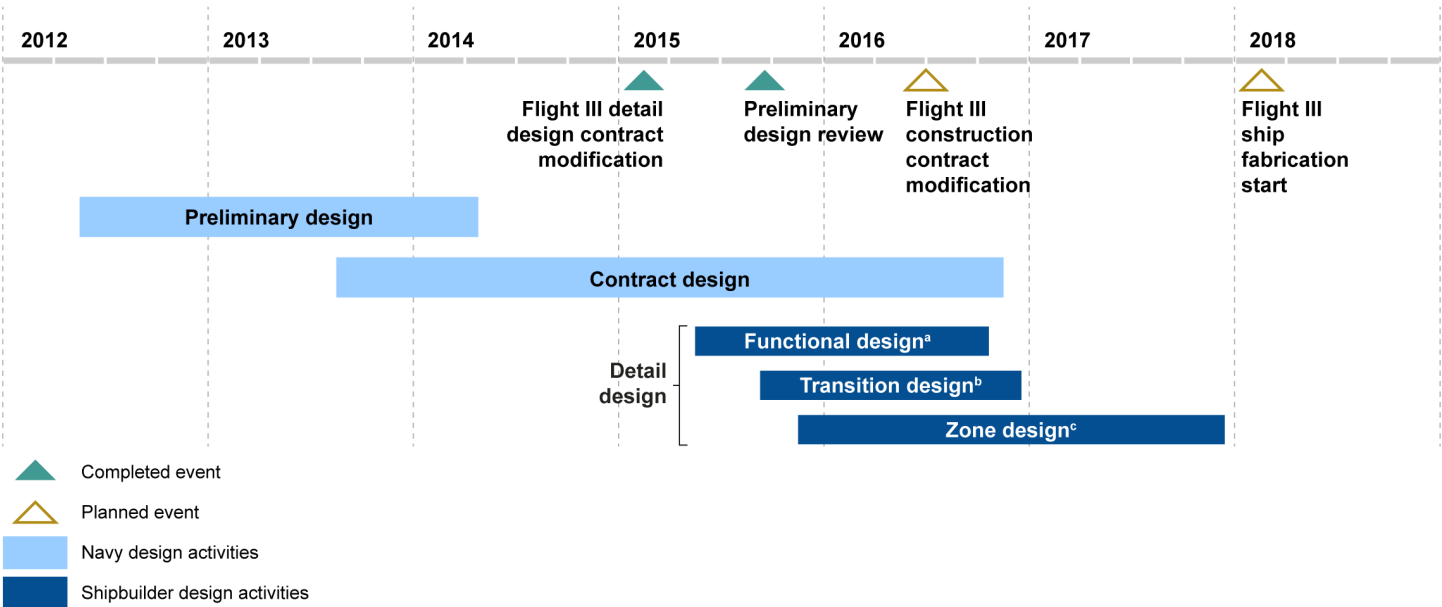 2012 2013 2014 2015 2016 2017 2018
Flight III detail
design contract
modification
Preliminary
design review
Flight III
construction
contract
modification
Flight III
ship
fabrication
start
Preliminary design
Contract design
Detail
design
Functional designᵃ
Transition designᵇ
Zone designᶜ
Completed event
Planned event
Navy design activities
Shipbuilder design activities